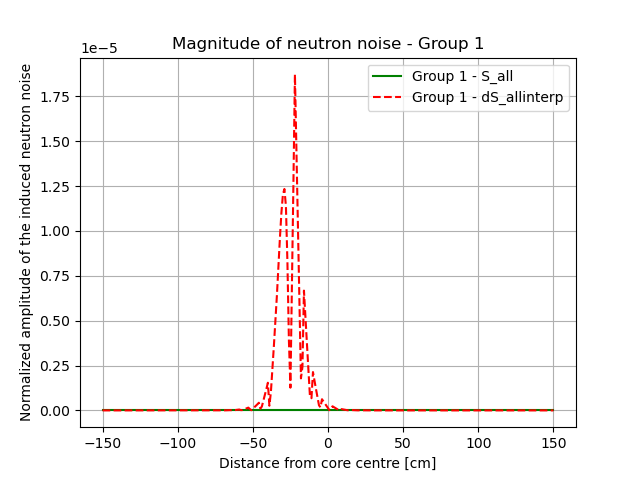 Magnitude of neutron noise - Group 1
1e−5
Group 1 - S_all
Group 1 - dS_allinterp
Normalized amplitude of the induced neutron noise
1.75
1.50
1.25
1.00
0.75
0.50
0.25
0.00
−150 −100 −50 0 50 100 150
Distance from core centre [cm]